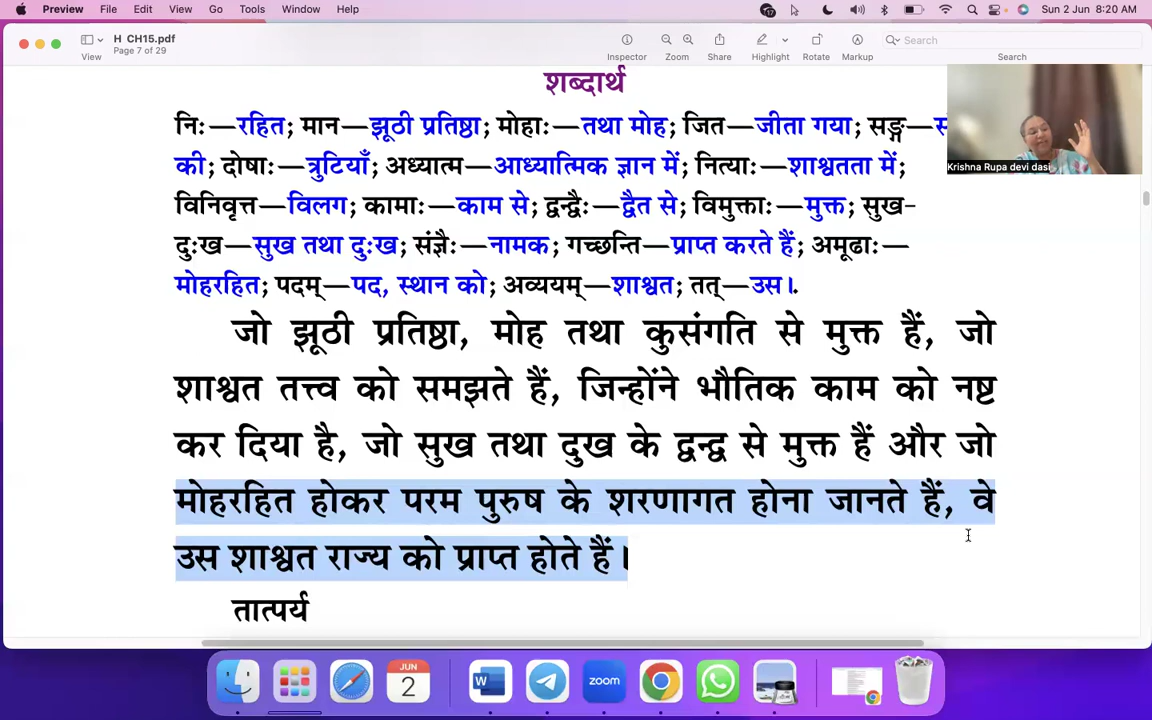 Preview File Edit View Go Tools Window Help Sun 2 Jun 8:20 AM
H CH15.pdf
Page 7 of 29
View Inspector Zoom Share Highlight Rotate Markup Search
Search
शब्दार्थ
निः—रहित; मान—झूठी प्रतिष्ठा; मोहाः—तथा मोह; जित—जीता गया; सङ्ग—
की; दोषाः—त्रुटियाँ; अध्यात्म—आध्यात्मिक ज्ञान में; नित्याः—शाश्वतता में;
विनिवृत्त—विलग; कामाः—काम से; द्वन्द्वैः—द्वैत से; विमुक्ताः—मुक्त; सुख-
दुःख—सुख तथा दुःख; संज्ञैः—नामक; गच्छन्ति—प्राप्त करते हैं; अमूढाः—
मोहरहित; पदम्—पद, स्थान को; अव्ययम्—शाश्वत; तत्—उस।.
जो झूठी प्रतिष्ठा, मोह तथा कुसंगति से मुक्त हैं, जो
शाश्वत तत्त्व को समझते हैं, जिन्होंने भौतिक काम को नष्ट
कर दिया है, जो सुख तथा दुख के द्वन्द्व से मुक्त हैं और जो
मोहरहित होकर परम पुरुष के शरणागत होना जानते हैं, वे
उस शाश्वत राज्य को प्राप्त होते हैं।
तात्पर्य
Krishna Rupa devi dasi
JUN
2
W
zoom